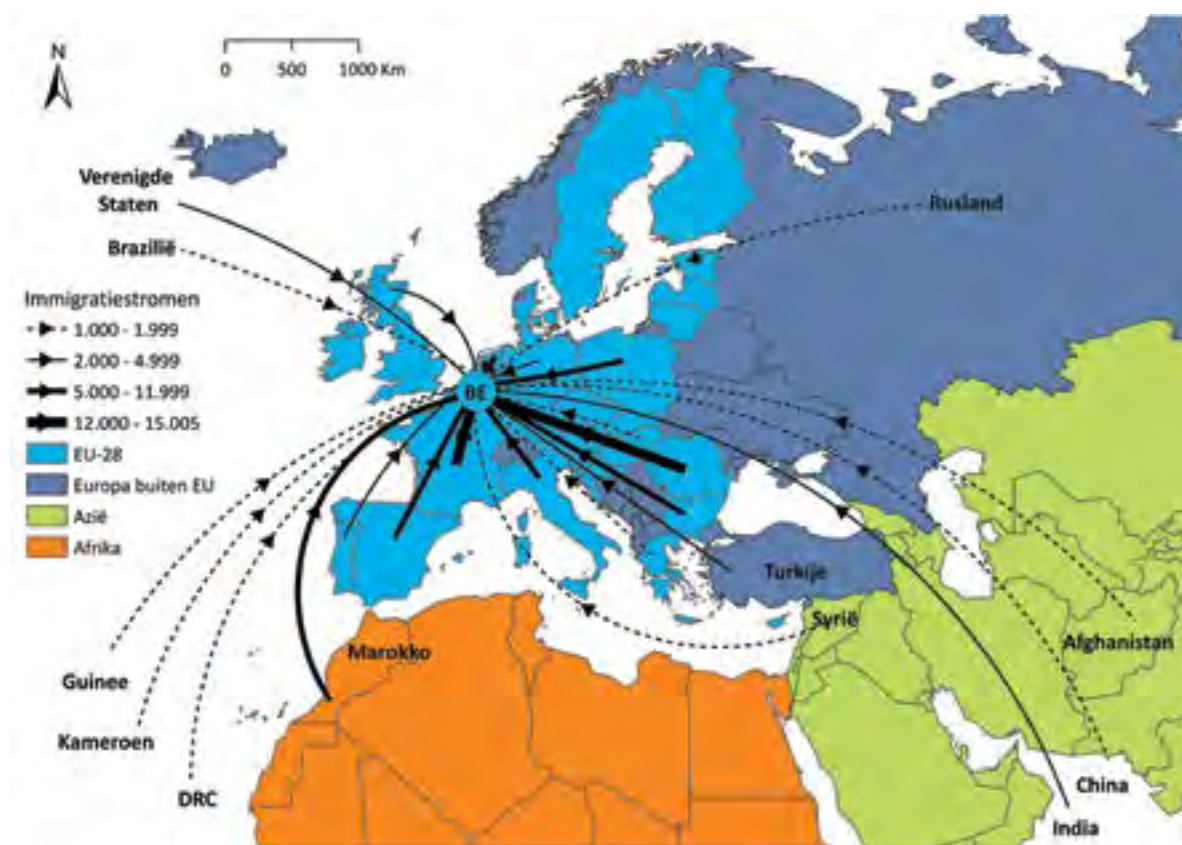 N
0 500 1000 Km
Verenigde
Staten
Brazilië
Rusland
Immigratiestromen
1.000 - 1.999
2.000 - 4.999
5.000 - 11.999
12.000 - 15.005
EU-28
Europa buiten EU
Azië
Afrika
BE
Turkije
Syrië
Afghanistan
Marokko
Guinee
Kameroen
DRC
China
India